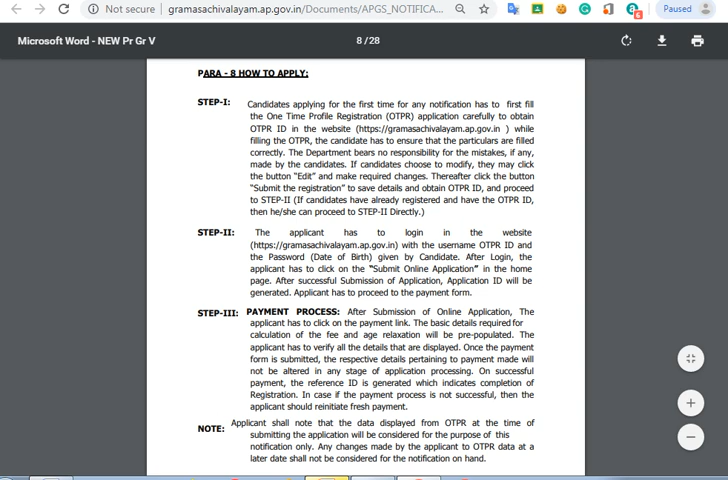 Not secure
gramasachivalayam.ap.gov.in/Documents/APGS_NOTIFICA...
Paused
Microsoft Word - NEW Pr Gr V
8 / 28
PARA - 8 HOW TO APPLY:
STEP-I: Candidates applying for the first time for any notification has to first fill
the One Time Profile Registration (OTPR) application carefully to obtain
OTPR ID in the website (https://gramasachivalayam.ap.gov.in ) while
filling the OTPR, the candidate has to ensure that the particulars are filled
correctly. The Department bears no responsibility for the mistakes, if any,
made by the candidates. If candidates choose to modify, they may click
the button "Edit" and make required changes. Thereafter click the button
"Submit the registration" to save details and obtain OTPR ID, and proceed
to STEP-II (If candidates have already registered and have the OTPR ID,
then he/she can proceed to STEP-II Directly.)
STEP-II: The applicant has to login in the website
(https://gramasachivalayam.ap.gov.in) with the username OTPR ID and
the Password (Date of Birth) given by Candidate. After Login, the
applicant has to click on the "Submit Online Application" in the home
page. After successful Submission of Application, Application ID will be
generated. Applicant has to proceed to the payment form.
STEP-III: PAYMENT PROCESS: After Submission of Online Application, The
applicant has to click on the payment link. The basic details required for
calculation of the fee and age relaxation will be pre-populated. The
applicant has to verify all the details that are displayed. Once the payment
form is submitted, the respective details pertaining to payment made will
not be altered in any stage of application processing. On successful
payment, the reference ID is generated which indicates completion of
Registration. In case if the payment process is not successful, then the
applicant should reinitiate fresh payment.
NOTE: Applicant shall note that the data displayed from OTPR at the time of
submitting the application will be considered for the purpose of this
notification only. Any changes made by the applicant to OTPR data at a
later date shall not be considered for the notification on hand.